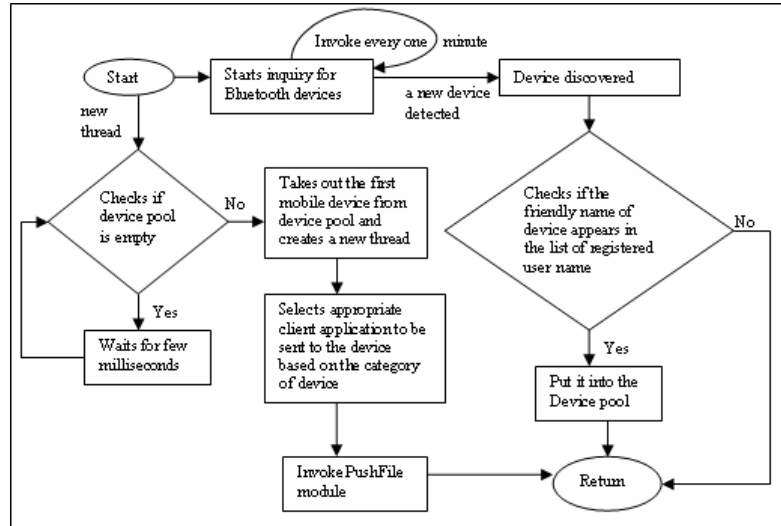 Invoke every one minute
Start
Starts inquiry for
Bluetooth devices
Device discovered
a new device
detected
new
thread
Checks if
device pool
is empty
No
Takes out the first
mobile device from
device pool and
creates a new thread
Checks if the
friendly name of
device appears in
the list of registered
user name
No
Yes
Waits for few
milliseconds
Selects appropriate
client application to be
sent to the device
based on the category
of device
Yes
Put it into the
Device pool
Invoke PushFile
module
Return